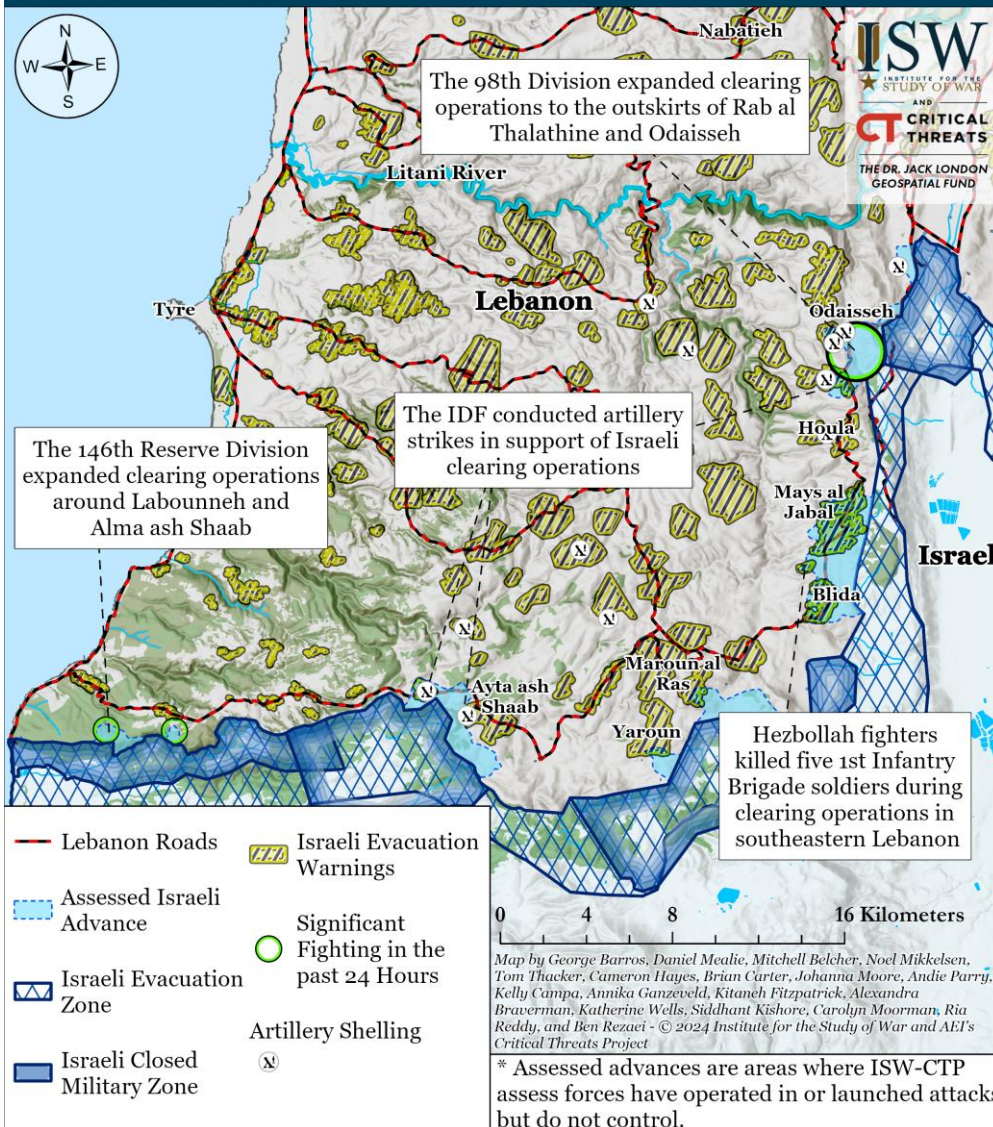 N
W
E
S
Nabatieh
ISW
INSTITUTE FOR THE
STUDY OF WAR
AND
CT CRITICAL
THREATS
THE DR. JACK LONDON
GEOSPATIAL FUND
The 98th Division expanded clearing
operations to the outskirts of Rab al
Thalathine and Odaisseh
Litani River
Tyre
Lebanon
Odaisseh
The IDF conducted artillery
strikes in support of Israeli
clearing operations
The 146th Reserve Division
expanded clearing operations
around Labounneh and
Alma ash Shaab
Houla
Mays al
Jabal
Israel
Blida
Maroun al
Ras
Ayta ash
Shaab
Yaroun
Hezbollah fighters
killed five 1st Infantry
Brigade soldiers during
clearing operations in
southeastern Lebanon
Lebanon Roads
Assessed Israeli
Advance
Israeli Evacuation
Zone
Israeli Closed
Military Zone
Israeli Evacuation
Warnings
Significant
Fighting in the
past 24 Hours
Artillery Shelling
0 4 8 16 Kilometers
Map by George Barros, Daniel Mealie, Mitchell Belcher, Noel Mikkelsen,
Tom Thacker, Cameron Hayes, Brian Carter, Johanna Moore, Andie Parry,
Kelly Campa, Annika Ganzeveld, Kitaneh Fitzpatrick, Alexandra
Braverman, Katherine Wells, Siddhant Kishore, Carolyn Moorman, Ria
Reddy, and Ben Rezaei - © 2024 Institute for the Study of War and AEI's
Critical Threats Project
* Assessed advances are areas where ISW-CTP
assess forces have operated in or launched attacks
but do not control.